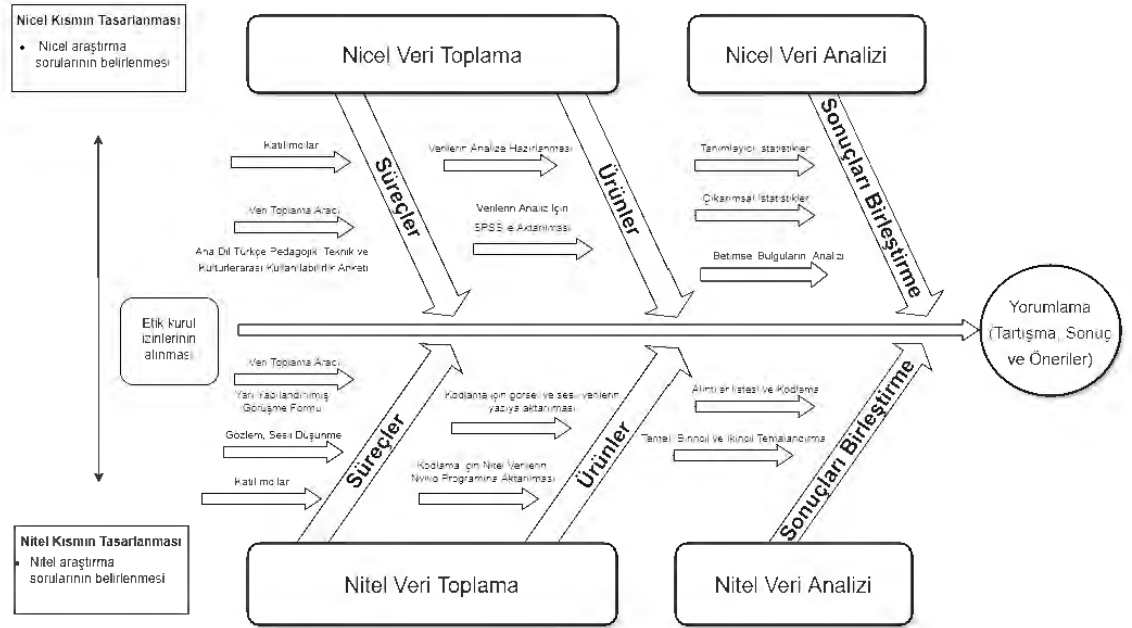 Nicel Kısmın Tasarlanması
• Nicel araştırma
sorularının belirlenmesi
Nicel Veri Toplama
Nicel Veri Analizi
Katılımcılar
Veri Toplama Aracı
Ana Dil Türkçe Pedagojik, Teknik ve
Kültürlerarası Kullanılabilirlik Anketi
Süreçler
Verilerin Analize Hazırlanması
Verilerin Analiz İçin
SPSS'e Aktarılması
Ürünler
Tanımlayıcı İstatistikler
Çıkarımsal İstatistikler
Betimsel Bulguların Analizi
Sonuçları Birleştirme
Etik kurul
izinlerinin
alınması
Yorumlama
(Tartışma, Sonuç
ve Öneriler)
Veri Toplama Aracı
Yarı Yapılandırılmış
Görüşme Formu
Gözlem, Sesli Düşünme
Katılımcılar
Süreçler
Kodlama için görsel ve sesli verilerin
yazıya aktarılması
Kodlama için Nitel Verilerin
Nvivo Programına Aktarılması
Ürünler
Alıntılar listesi ve Kodlama
Temel, Birincil ve İkincil Temalandırma
Sonuçları Birleştirme
Nitel Kısmın Tasarlanması
• Nitel araştırma
sorularının belirlenmesi
Nitel Veri Toplama
Nitel Veri Analizi